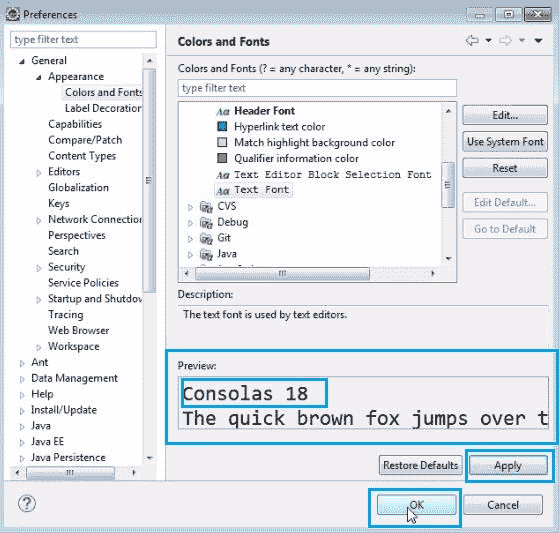 Preferences
type filter text
General
Appearance
Colors and Fonts
Label Decoration
Capabilities
Compare/Patch
Content Types
Editors
Globalization
Keys
Network Connection
Perspectives
Search
Security
Service Policies
Startup and Shutdow
Tracing
Web Browser
Workspace
Ant
Data Management
Help
Install/Update
Java
Java EE
Java Persistence
Colors and Fonts
Colors and Fonts (? = any character, * = any string):
type filter text
Aa Header Font
Hyperlink text color
Match highlight background color
Qualifier information color
Aa Text Editor Block Selection Font
Aa Text Font
CVS
Debug
Git
Java
Edit...
Use System Font
Reset
Edit Default...
Go to Default
Description:
The text font is used by text editors.
Preview:
Consolas 18
The quick brown fox jumps over t
Restore Defaults
Apply
OK
Cancel